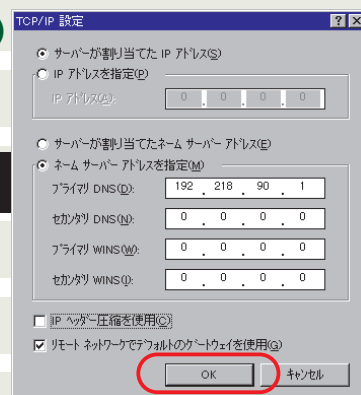 TCP/IP 設定
サーバーが割り当てた IP アドレス(S)
IP アドレスを指定(P)
IP アドレス(A): 0 . 0 . 0 . 0
サーバーが割り当てたネーム サーバー アドレス(E)
ネーム サーバー アドレスを指定(M)
プライマリ DNS(D): 192 . 218 . 90 . 1
セカンダリ DNS(N): 0 . 0 . 0 . 0
プライマリ WINS(W): 0 . 0 . 0 . 0
セカンダリ WINS(I): 0 . 0 . 0 . 0
IP ヘッダー圧縮を使用(C)
リモート ネットワークでデフォルトのゲートウェイを使用(G)
OK キャンセル